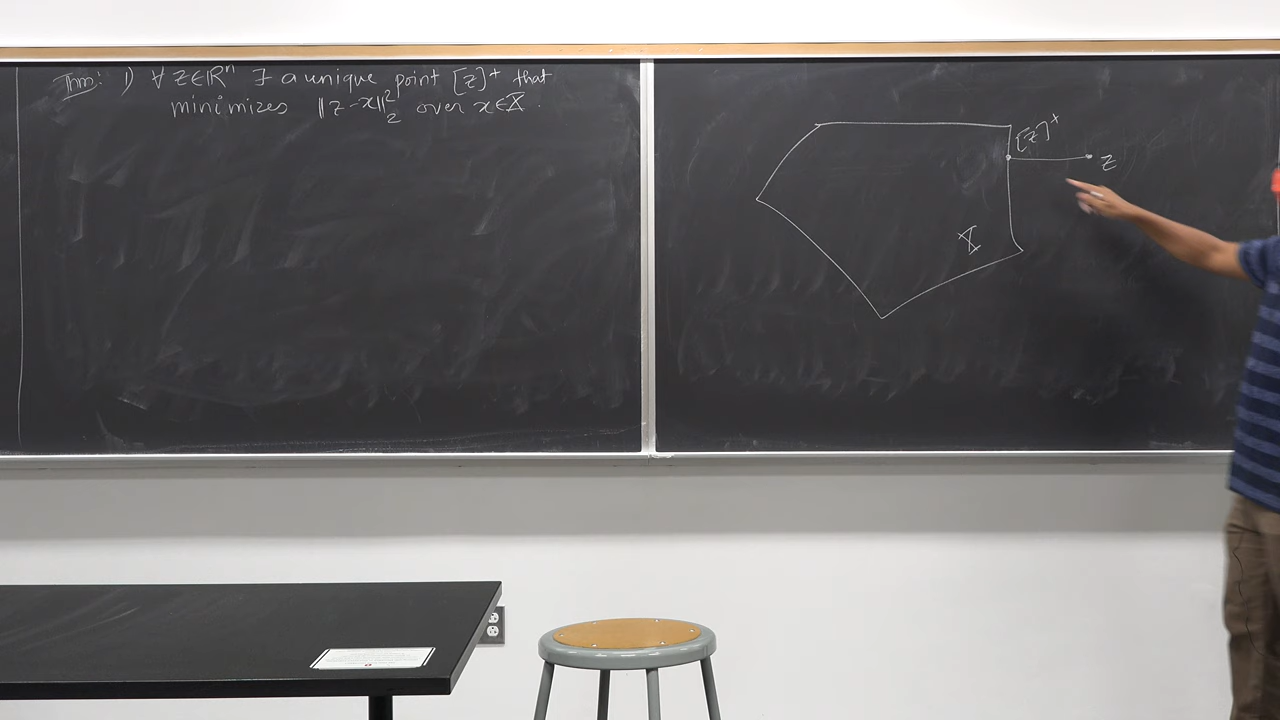 Thm: 1) ∀ z∈ℝⁿ ∃ a unique point [z]⁺ that
minimizes ‖z-x‖₂² over x∈X.
[z]⁺
z
X